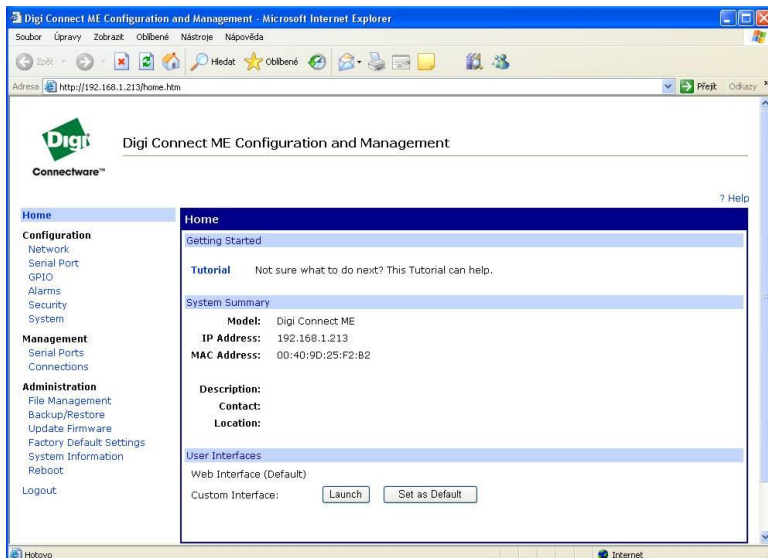 Digi Connect ME Configuration and Management - Microsoft Internet Explorer
Soubor Úpravy Zobrazit Oblíbené Nástroje Nápověda
Zpět Hledat Oblíbené
Adresa http://192.168.1.213/home.htm Přejít Odkazy »
Digi
Connectware™
Digi Connect ME Configuration and Management
? Help
Home
Configuration
Network
Serial Port
GPIO
Alarms
Security
System
Management
Serial Ports
Connections
Administration
File Management
Backup/Restore
Update Firmware
Factory Default Settings
System Information
Reboot
Logout
Home
Getting Started
Tutorial Not sure what to do next? This Tutorial can help.
System Summary
Model: Digi Connect ME
IP Address: 192.168.1.213
MAC Address: 00:40:9D:25:F2:B2
Description:
Contact:
Location:
User Interfaces
Web Interface (Default)
Custom Interface: Launch Set as Default
Hotovo Internet